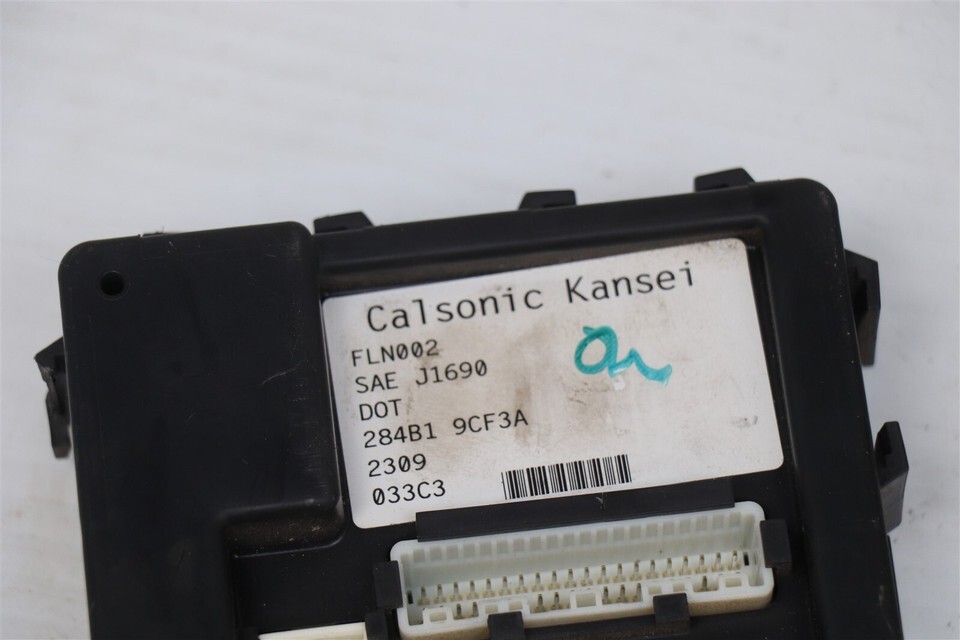 Calsonic Kansei
FLN002
SAE J1690
DOT
284B1 9CF3A
2309
033C3